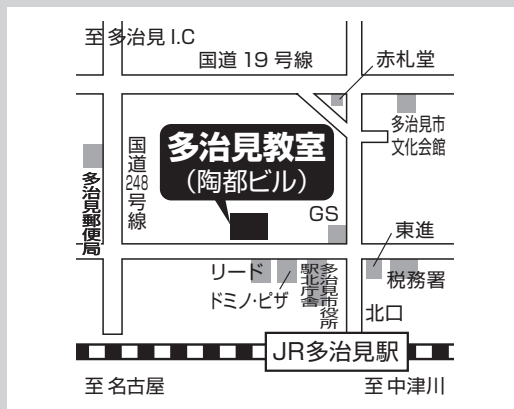 至 多治見 I.C
国道 19 号線
赤札堂
多治見市
文化会館
国道248号線
多治見教室
（陶都ビル）
多治見郵便局
GS
東進
リード
ドミノ・ピザ
多治見市役所
駅北庁舎
税務署
北口
JR多治見駅
至 名古屋
至 中津川